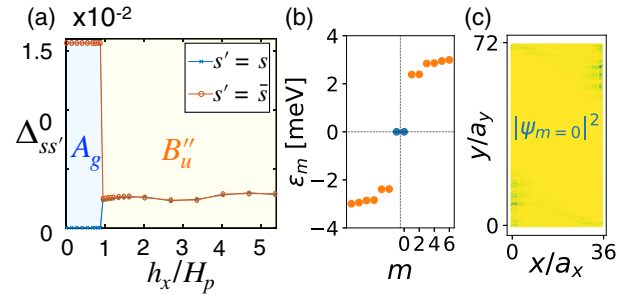 (a)
x10⁻²
1.5
0
Δ⁰ₛₛ′
s′ = s
s′ = s̄
A_g
B″_u
0 1 2 3 4 5
h_x/H_p
(b)
4
2
0
−2
−4
ε_m [meV]
0 2 4 6
m
(c)
72
0
y/a_y
|ψ_{m=0}|²
0 36
x/a_x